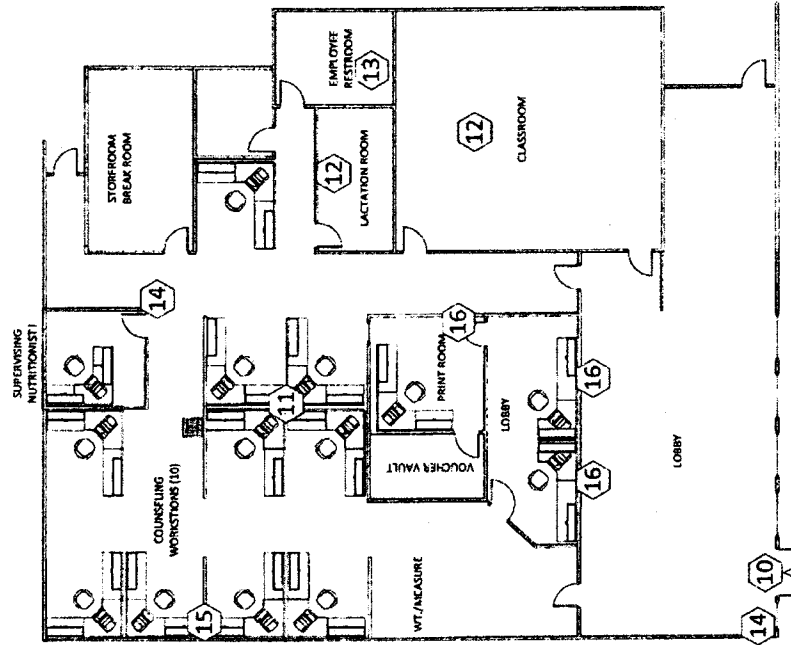 SUPERVISING
NUTRITIONIST I
STOREROOM
BREAK ROOM
EMPLOYEE
RESTROOM
13
14
12
LACTATION ROOM
12
CLASSROOM
COUNSELING
WORKSTIONS (10)
11
16
PRINT ROOM
15
VOUCHER VAULT
LOBBY
WT./MEASURE
16
16
LOBBY
10
14